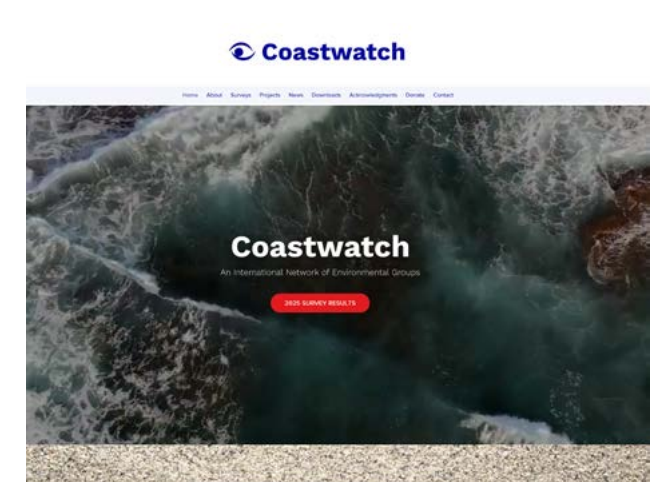 Coastwatch
Home About Surveys Projects News Downloads Acknowledgments Donate Contact
Coastwatch
An International Network of Environmental Groups
2025 SURVEY RESULTS